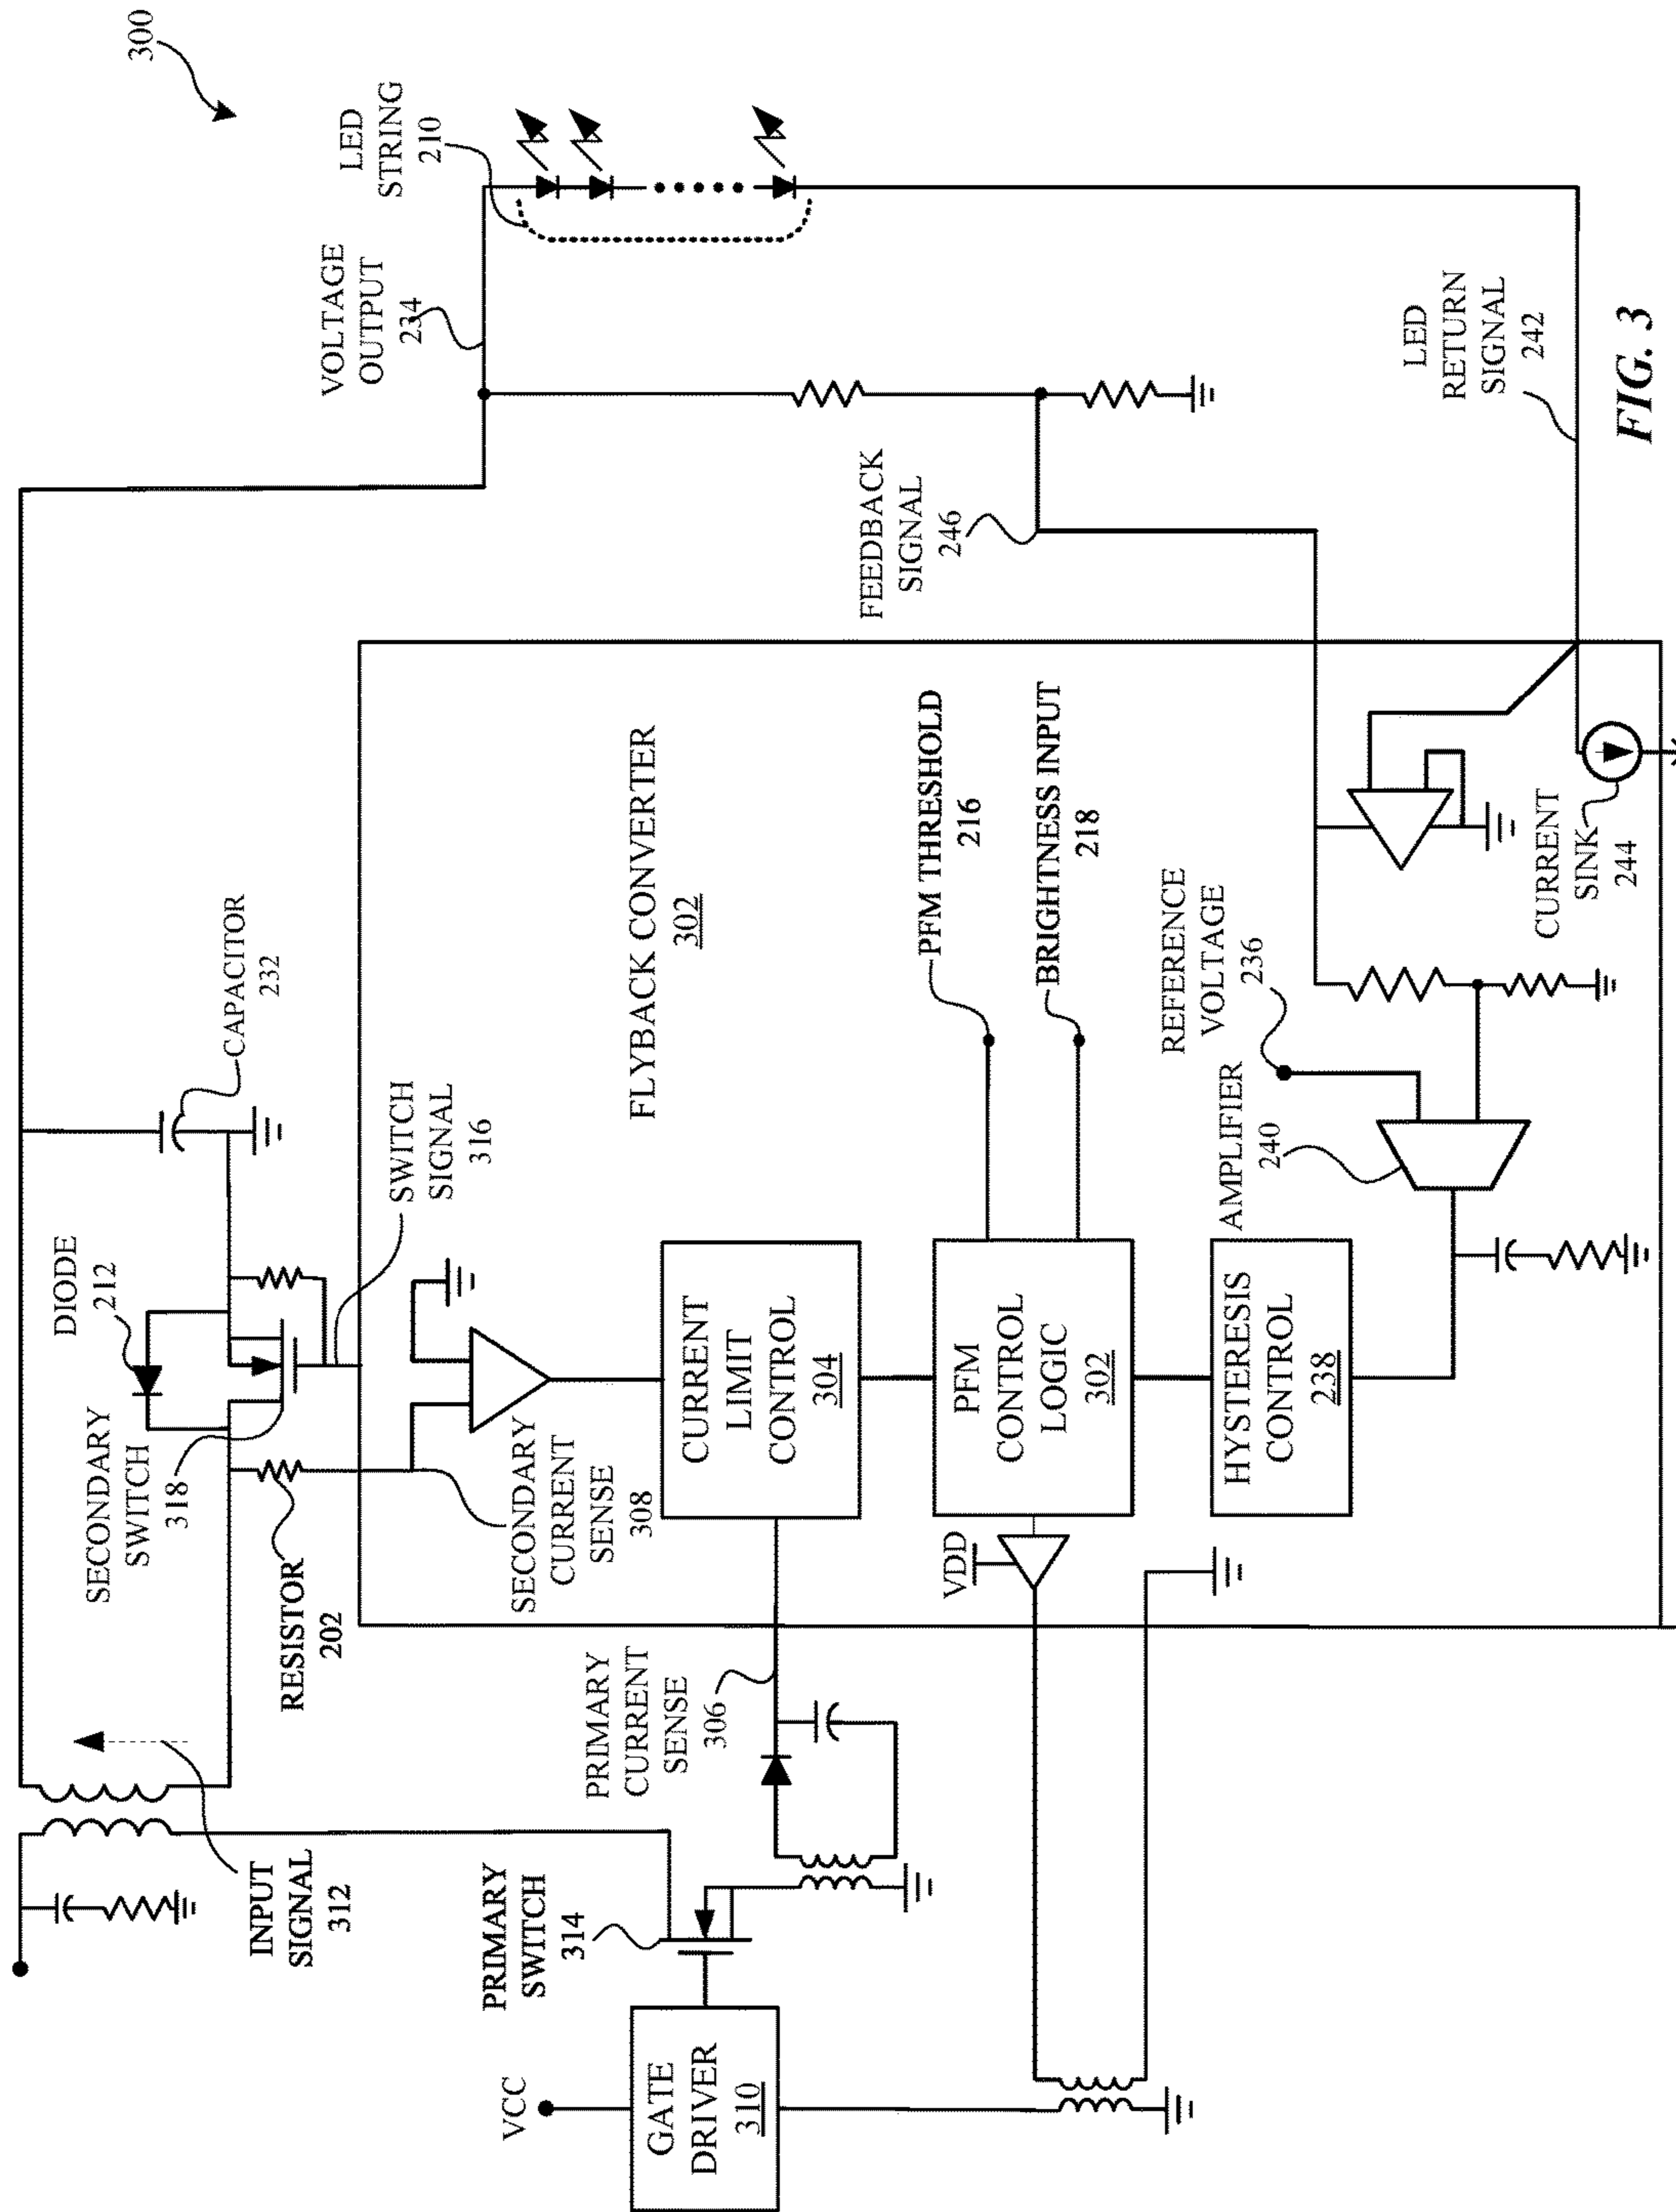 300
LED
STRING
210
VOLTAGE
OUTPUT
234
CAPACITOR
232
DIODE
212
SECONDARY
SWITCH
318
RESISTOR
202
INPUT
SIGNAL
312
SWITCH
SIGNAL
316
FLYBACK CONVERTER
302
SECONDARY
CURRENT
SENSE
308
PRIMARY
CURRENT
SENSE
306
PRIMARY
SWITCH
314
VCC
GATE
DRIVER
310
CURRENT
LIMIT
CONTROL
304
PFM
CONTROL
LOGIC
302
VDD
HYSTERESIS
CONTROL
238
PFM THRESHOLD
216
BRIGHTNESS INPUT
218
FEEDBACK
SIGNAL
246
REFERENCE
VOLTAGE
236
AMPLIFIER
240
CURRENT
SINK
244
LED
RETURN
SIGNAL
242
FIG. 3